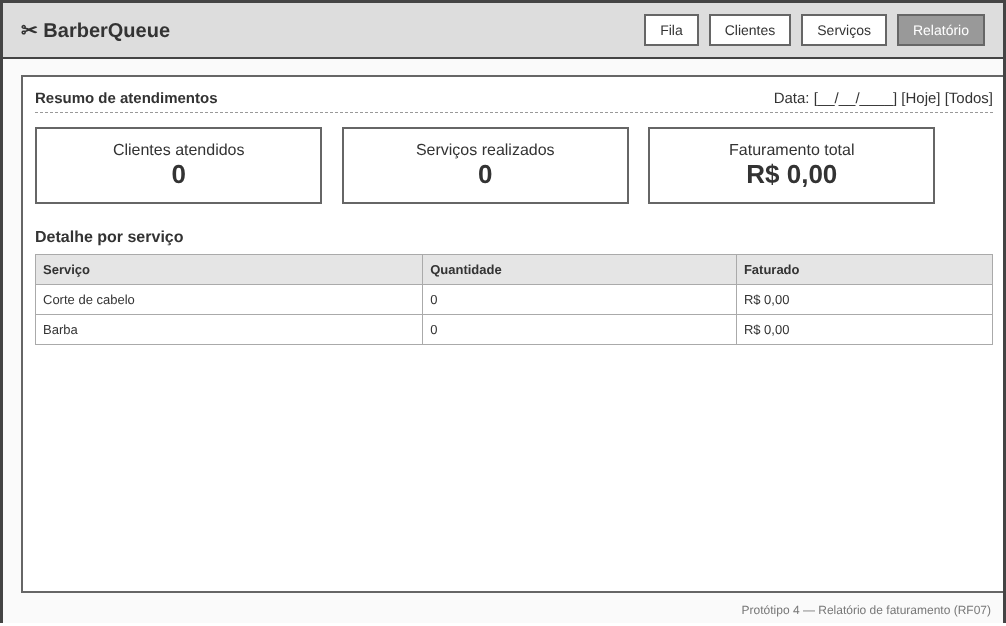 ✂ BarberQueue
Fila Clientes Serviços Relatório
Resumo de atendimentos Data: [__/__/____] [Hoje] [Todos]
Clientes atendidos Serviços realizados Faturamento total
0 0 R$ 0,00
Detalhe por serviço
Serviço Quantidade Faturado
Corte de cabelo 0 R$ 0,00
Barba 0 R$ 0,00
Protótipo 4 — Relatório de faturamento (RF07)